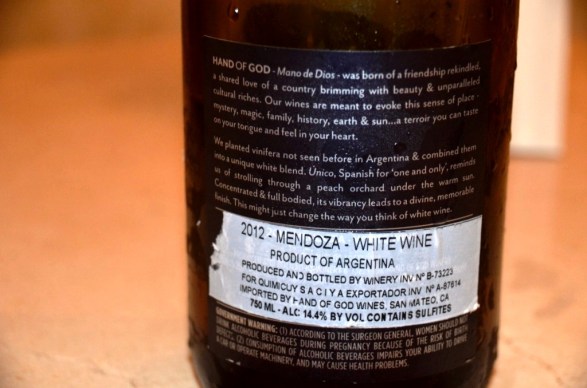 HAND OF GOD - Mano de Dios - was born of a friendship rekindled,
a shared love of a country brimming with beauty & unparalleled
cultural riches. Our wines are meant to evoke this sense of place -
mystery, magic, family, history, earth & sun...a terroir you can taste
on your tongue and feel in your heart.
We planted vinifera not seen before in Argentina & combined them
into a unique white blend. Único, Spanish for 'one and only', reminds
us of strolling through a peach orchard under the warm sun.
Concentrated & full bodied, its vibrancy leads to a divine, memorable
finish. This might just change the way you think of white wine.
2012 - MENDOZA - WHITE WINE
PRODUCT OF ARGENTINA
PRODUCED AND BOTTLED BY WINERY INV Nº B-73223
FOR QUIMICUY S A C I Y A EXPORTADOR INV Nº A-87814
IMPORTED BY HAND OF GOD WINES, SAN MATEO, CA
750 ML - ALC 14.4% BY VOL CONTAINS SULFITES
GOVERNMENT WARNING: (1) ACCORDING TO THE SURGEON GENERAL, WOMEN SHOULD NOT
DRINK ALCOHOLIC BEVERAGES DURING PREGNANCY BECAUSE OF THE RISK OF BIRTH
(2) CONSUMPTION OF ALCOHOLIC BEVERAGES IMPAIRS YOUR ABILITY TO DRIVE
A CAR OR OPERATE MACHINERY, AND MAY CAUSE HEALTH PROBLEMS.